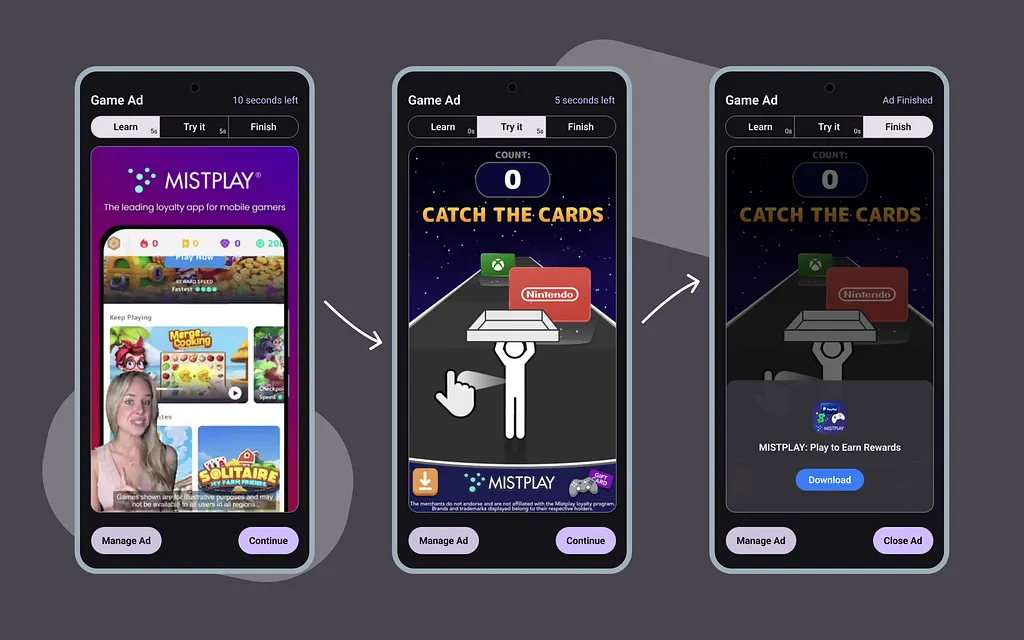 Game Ad
10 seconds left
Learn 5s
Try it 5s
Finish
MISTPLAY®
The leading loyalty app for mobile gamers
0 0 0 200
Play Now
REWARD SPEED
Fastest
Keep Playing
Merge Cooking
Speed
SOLITAIRE
MY FARM FRIENDS
Games shown are for illustrative purposes and may
not be available to all users in all regions.
Manage Ad
Continue
Game Ad
5 seconds left
Learn 0s
Try it 5s
Finish
COUNT:
0
CATCH THE CARDS
Nintendo
MISTPLAY
GIFT
CARD
The merchants do not endorse and are not affiliated with the Mistplay loyalty program.
Brands and trademarks displayed belong to their respective holders.
Manage Ad
Continue
Game Ad
Ad Finished
Learn 0s
Try it 0s
Finish
COUNT:
0
CATCH THE CARDS
Nintendo
PayPal
MISTPLAY
MISTPLAY: Play to Earn Rewards
Download
Manage Ad
Close Ad